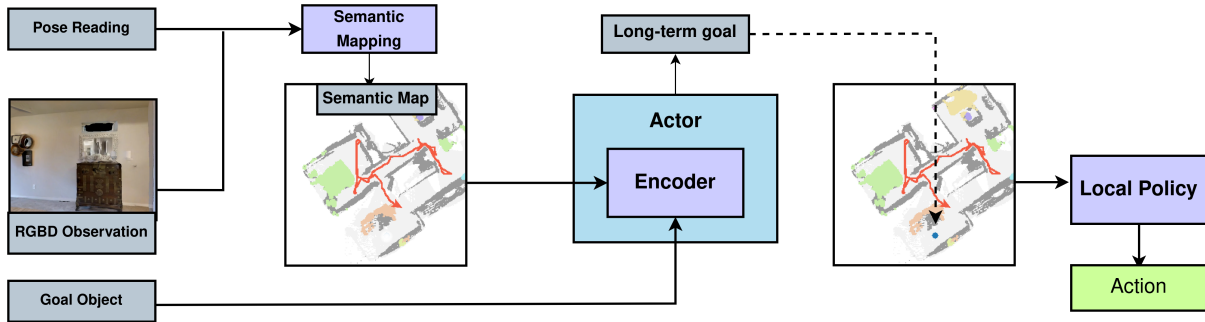 Pose Reading
Semantic
Mapping
Long-term goal
Semantic Map
Actor
Encoder
Local Policy
RGBD Observation
Goal Object
Action